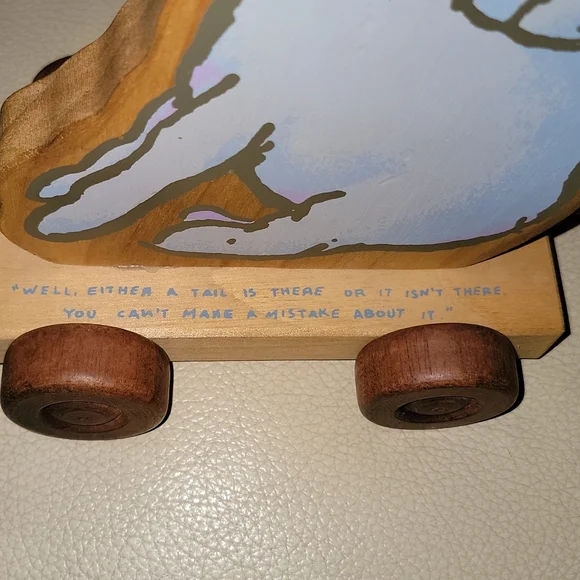 "WELL, EITHER A TAIL IS THERE OR IT ISN'T THERE
YOU CAN'T MAKE A MISTAKE ABOUT IT"